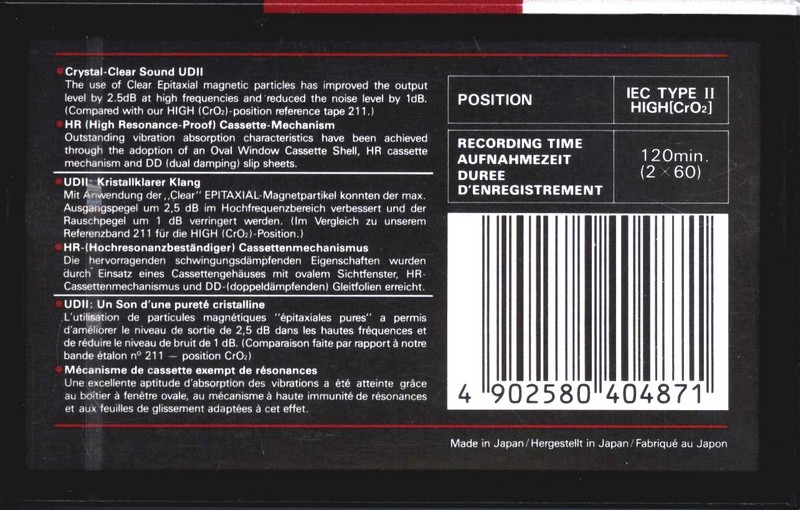 Crystal-Clear Sound UDII
The use of Clear Epitaxial magnetic particles has improved the output
level by 2.5dB at high frequencies and reduced the noise level by 1dB.
(Compared with our HIGH (CrO₂)-position reference tape 211.)
HR (High Resonance-Proof) Cassette-Mechanism
Outstanding vibration absorption characteristics have been achieved
through the adoption of an Oval Window Cassette Shell, HR cassette
mechanism and DD (dual damping) slip sheets.
UDII: Kristallklarer Klang
Mit Anwendung der „Clear" EPITAXIAL-Magnetpartikel konnten der max.
Ausgangspegel um 2,5 dB im Hochfrequenzbereich verbessert und der
Rauschpegel um 1 dB verringert werden. (Im Vergleich zu unserem
Referenzband 211 für die HIGH (CrO₂)-Position.)
HR-(Hochresonanzbeständiger) Cassettenmechanismus
Die hervorragenden schwingungsdämpfenden Eigenschaften wurden
durch Einsatz eines Cassettengehäuses mit ovalem Sichtfenster, HR-
Cassettenmechanismus und DD-(doppeldämpfenden) Gleitfolien erreicht.
UDII: Un Son d'une pureté cristalline
L'utilisation de particules magnétiques "épitaxiales pures" a permis
d'améliorer le niveau de sortie de 2,5 dB dans les hautes fréquences et
de réduire le niveau de bruit de 1 dB. (Comparaison faite par rapport à notre
bande étalon nº 211 — position CrO₂)
Mécanisme de cassette exempt de résonances
Une excellente aptitude d'absorption des vibrations a été atteinte grâce
au boîtier à fenêtre ovale, au mécanisme à haute immunité de résonances
et aux feuilles de glissement adaptées à cet effet.
POSITION
IEC TYPE II
HIGH[CrO₂]
RECORDING TIME
AUFNAHMEZEIT
DUREE
D'ENREGISTREMENT
120min.
(2×60)
4 902580 404871
Made in Japan/Hergestellt in Japan/Fabriqué au Japon